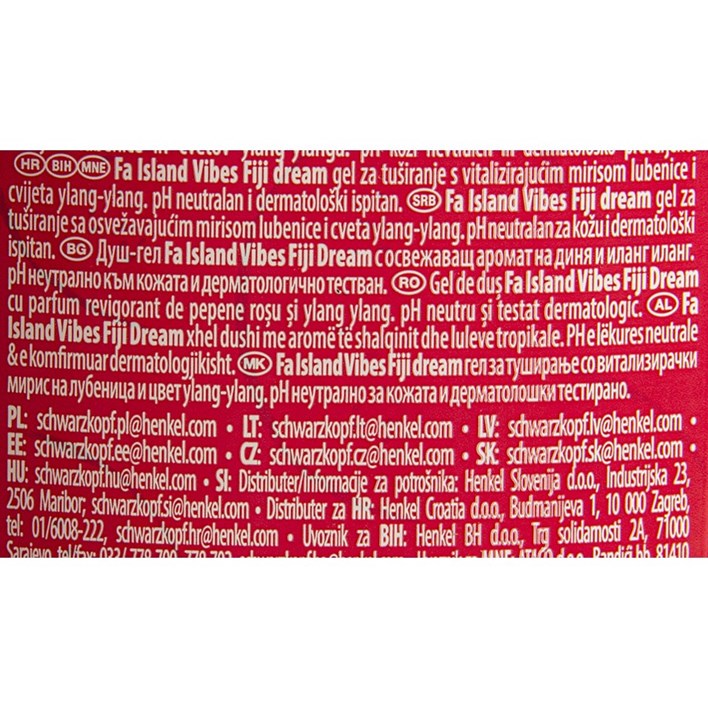 HR BIH MNE Fa Island Vibes Fiji dream gel za tuširanje s vitalizirajućim mirisom lubenice i
cvijeta ylang-ylang. pH neutralan i dermatološki ispitan. SRB Fa Island Vibes Fiji dream gel za
tuširanje sa osvežavajućim mirisom lubenice i cveta ylang-ylang. pH neutralan za kožu i dermatološki
ispitan. BG Душ-гел Fa Island Vibes Fiji Dream с освежаващ аромат на диня и иланг иланг.
pH неутрално към кожата и дерматологично тестван. RO Gel de duș Fa Island Vibes Fiji Dream
cu parfum revigorant de pepene roșu și ylang ylang. pH neutru și testat dermatologic. AL Fa
Island Vibes Fiji Dream xhel dushi me aromë të shalqinit dhe luleve tropikale. PH e lëkures neutrale
& e komfirmuar dermatologjikisht. MK Fa Island Vibes Fiji dream гел за туширање со витализирачки
мирис на лубеница и цвет ylang-ylang. pH неутрално за кожата и дерматолошки тестирано.
PL: schwarzkopf.pl@henkel.com • LT: schwarzkopf.lt@henkel.com • LV: schwarzkopf.lv@henkel.com •
EE: schwarzkopf.ee@henkel.com • CZ: schwarzkopf.cz@henkel.com • SK: schwarzkopf.sk@henkel.com •
HU: schwarzkopf.hu@henkel.com • SI: Distributer/Informacije za potrošnika: Henkel Slovenija d.o.o., Industrijska 23,
2506 Maribor, schwarzkopf.si@henkel.com • Distributer za HR: Henkel Croatia d.o.o., Budmanijeva 1, 10 000 Zagreb,
tel: 01/6008-222, schwarzkopf.hr@henkel.com • Uvoznik za BIH: Henkel BH d.o.o., Trg solidarnosti 2A, 71000